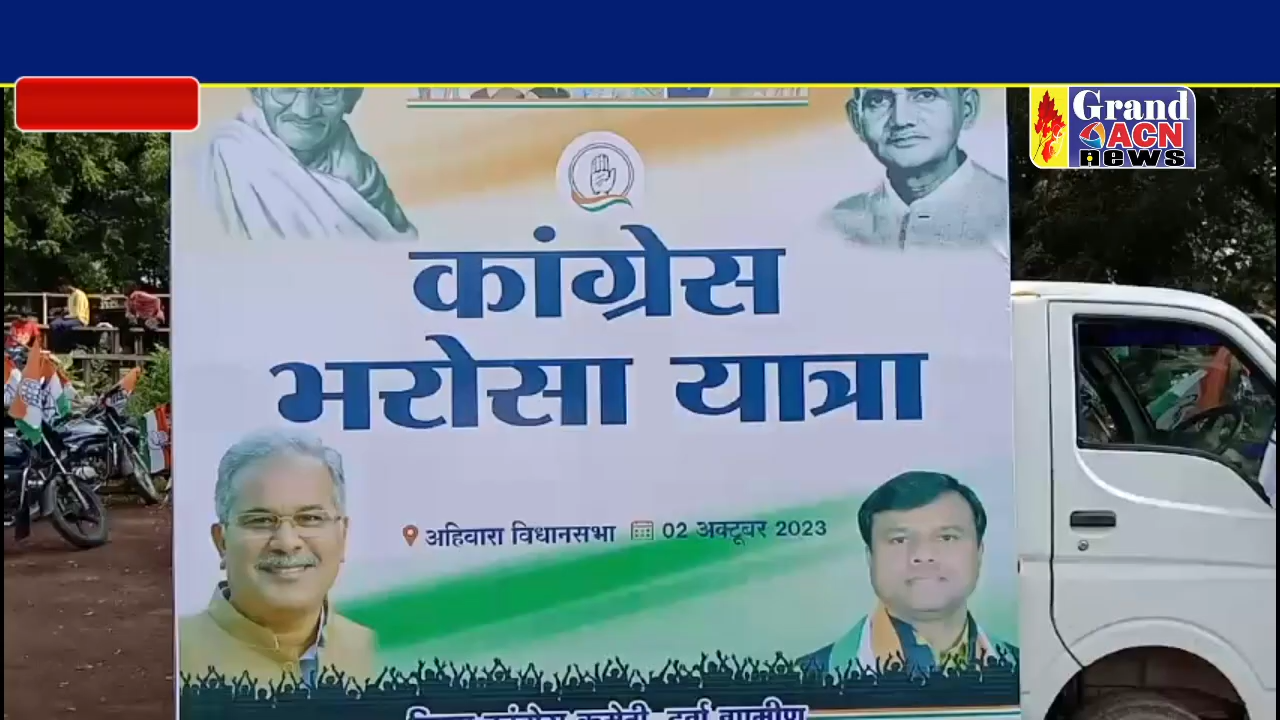 Grand
ACN
news
कांग्रेस
भरोसा यात्रा
अहिवारा विधानसभा 02 अक्टूबर 2023